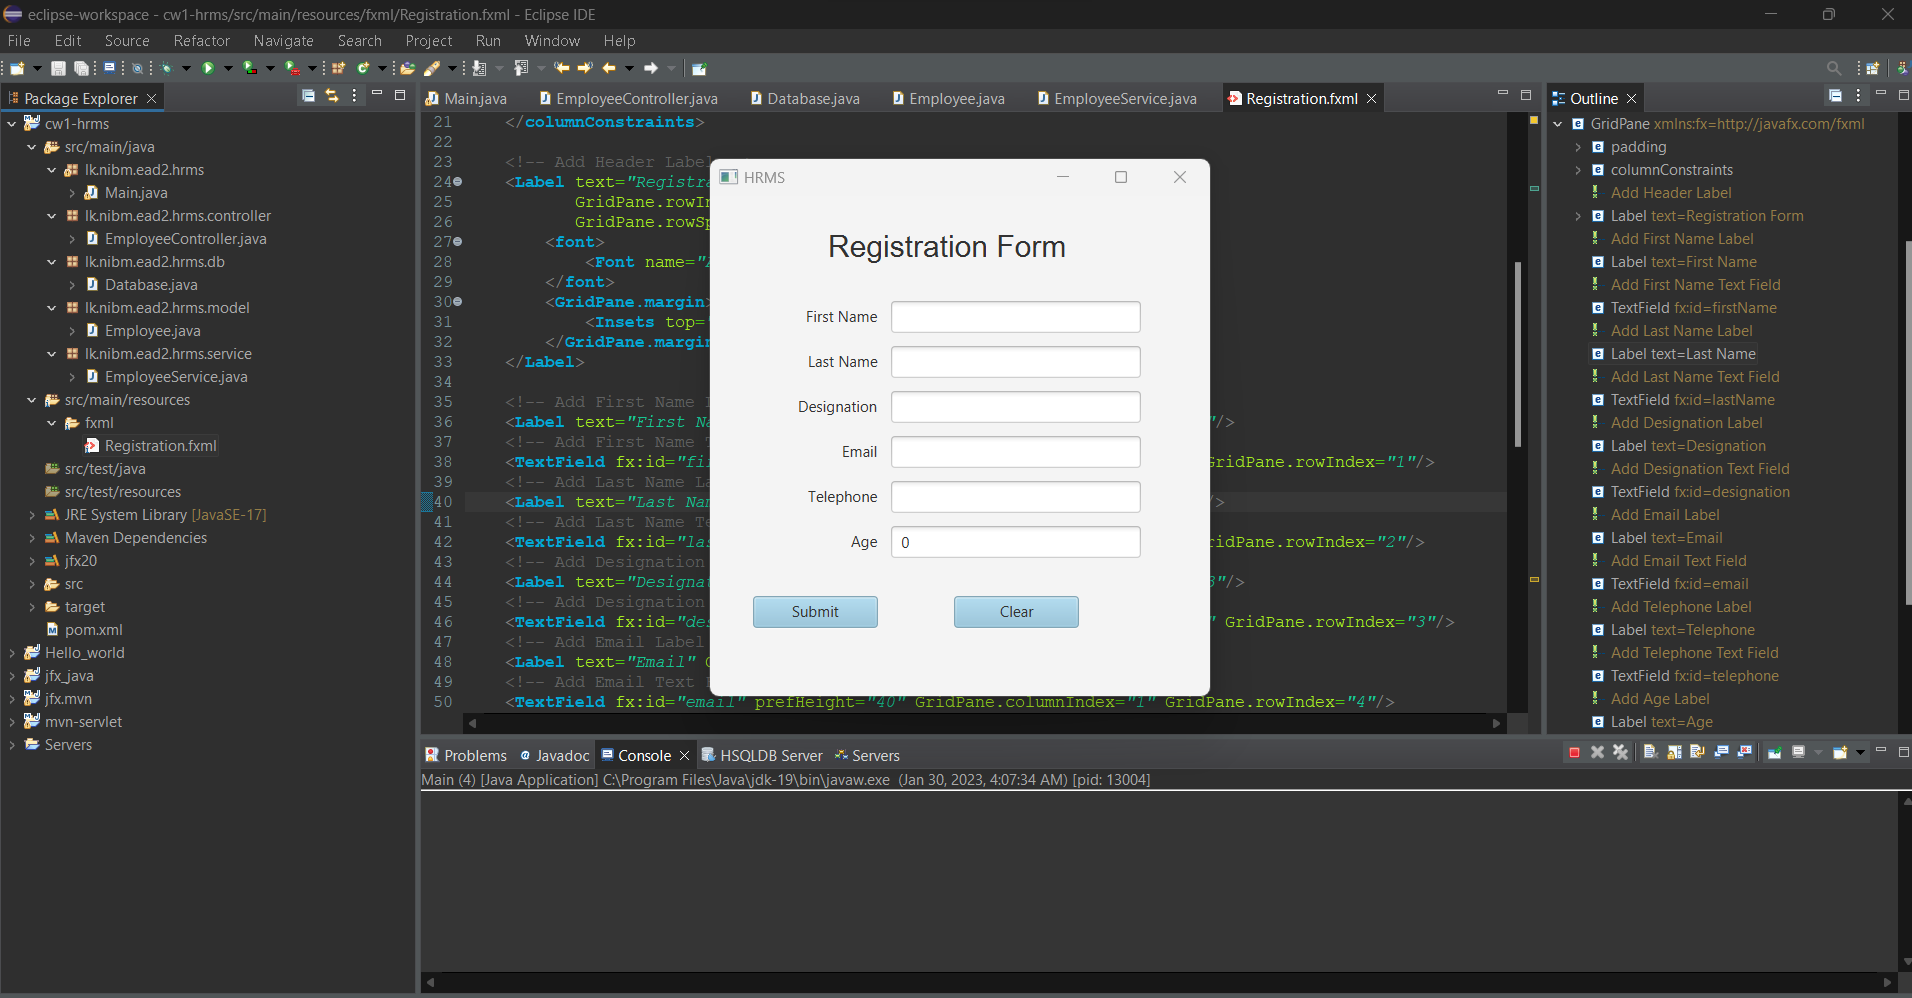 eclipse-workspace - cw1-hrms/src/main/resources/fxml/Registration.fxml - Eclipse IDE
File Edit Source Refactor Navigate Search Project Run Window Help
Package Explorer
cw1-hrms
src/main/java
lk.nibm.ead2.hrms
Main.java
lk.nibm.ead2.hrms.controller
EmployeeController.java
lk.nibm.ead2.hrms.db
Database.java
lk.nibm.ead2.hrms.model
Employee.java
lk.nibm.ead2.hrms.service
EmployeeService.java
src/main/resources
fxml
Registration.fxml
src/test/java
src/test/resources
JRE System Library [JavaSE-17]
Maven Dependencies
jfx20
src
target
pom.xml
Hello_world
jfx_java
jfx.mvn
mvn-servlet
Servers
Main.java EmployeeController.java Database.java Employee.java EmployeeService.java Registration.fxml
21 </columnConstraints>
22
23 <!-- Add Header Label
24 <Label text="Registra
25 GridPane.rowIn
26 GridPane.rowSp
27 <font>
28 <Font name="
29 </font>
30 <GridPane.margin>
31 <Insets top="
32 </GridPane.margin
33 </Label>
34
35 <!-- Add First Name
36 <Label text="First Na "/>
37 <!-- Add First Name T
38 <TextField fx:id="fi GridPane.rowIndex="1"/>
39 <!-- Add Last Name La
40 <Label text="Last Nam />
41 <!-- Add Last Name Te
42 <TextField fx:id="las ridPane.rowIndex="2"/>
43 <!-- Add Designation
44 <Label text="Designat 3"/>
45 <!-- Add Designation
46 <TextField fx:id="des " GridPane.rowIndex="3"/>
47 <!-- Add Email Label
48 <Label text="Email" G
49 <!-- Add Email Text
50 <TextField fx:id="email" prefHeight="40" GridPane.columnIndex="1" GridPane.rowIndex="4"/>
HRMS
Registration Form
First Name
Last Name
Designation
Email
Telephone
Age 0
Submit Clear
Outline
GridPane xmlns:fx=http://javafx.com/fxml
padding
columnConstraints
Add Header Label
Label text=Registration Form
Add First Name Label
Label text=First Name
Add First Name Text Field
TextField fx:id=firstName
Add Last Name Label
Label text=Last Name
Add Last Name Text Field
TextField fx:id=lastName
Add Designation Label
Label text=Designation
Add Designation Text Field
TextField fx:id=designation
Add Email Label
Label text=Email
Add Email Text Field
TextField fx:id=email
Add Telephone Label
Label text=Telephone
Add Telephone Text Field
TextField fx:id=telephone
Add Age Label
Label text=Age
Problems Javadoc Console HSQLDB Server Servers
Main (4) [Java Application] C:\Program Files\Java\jdk-19\bin\javaw.exe (Jan 30, 2023, 4:07:34 AM) [pid: 13004]